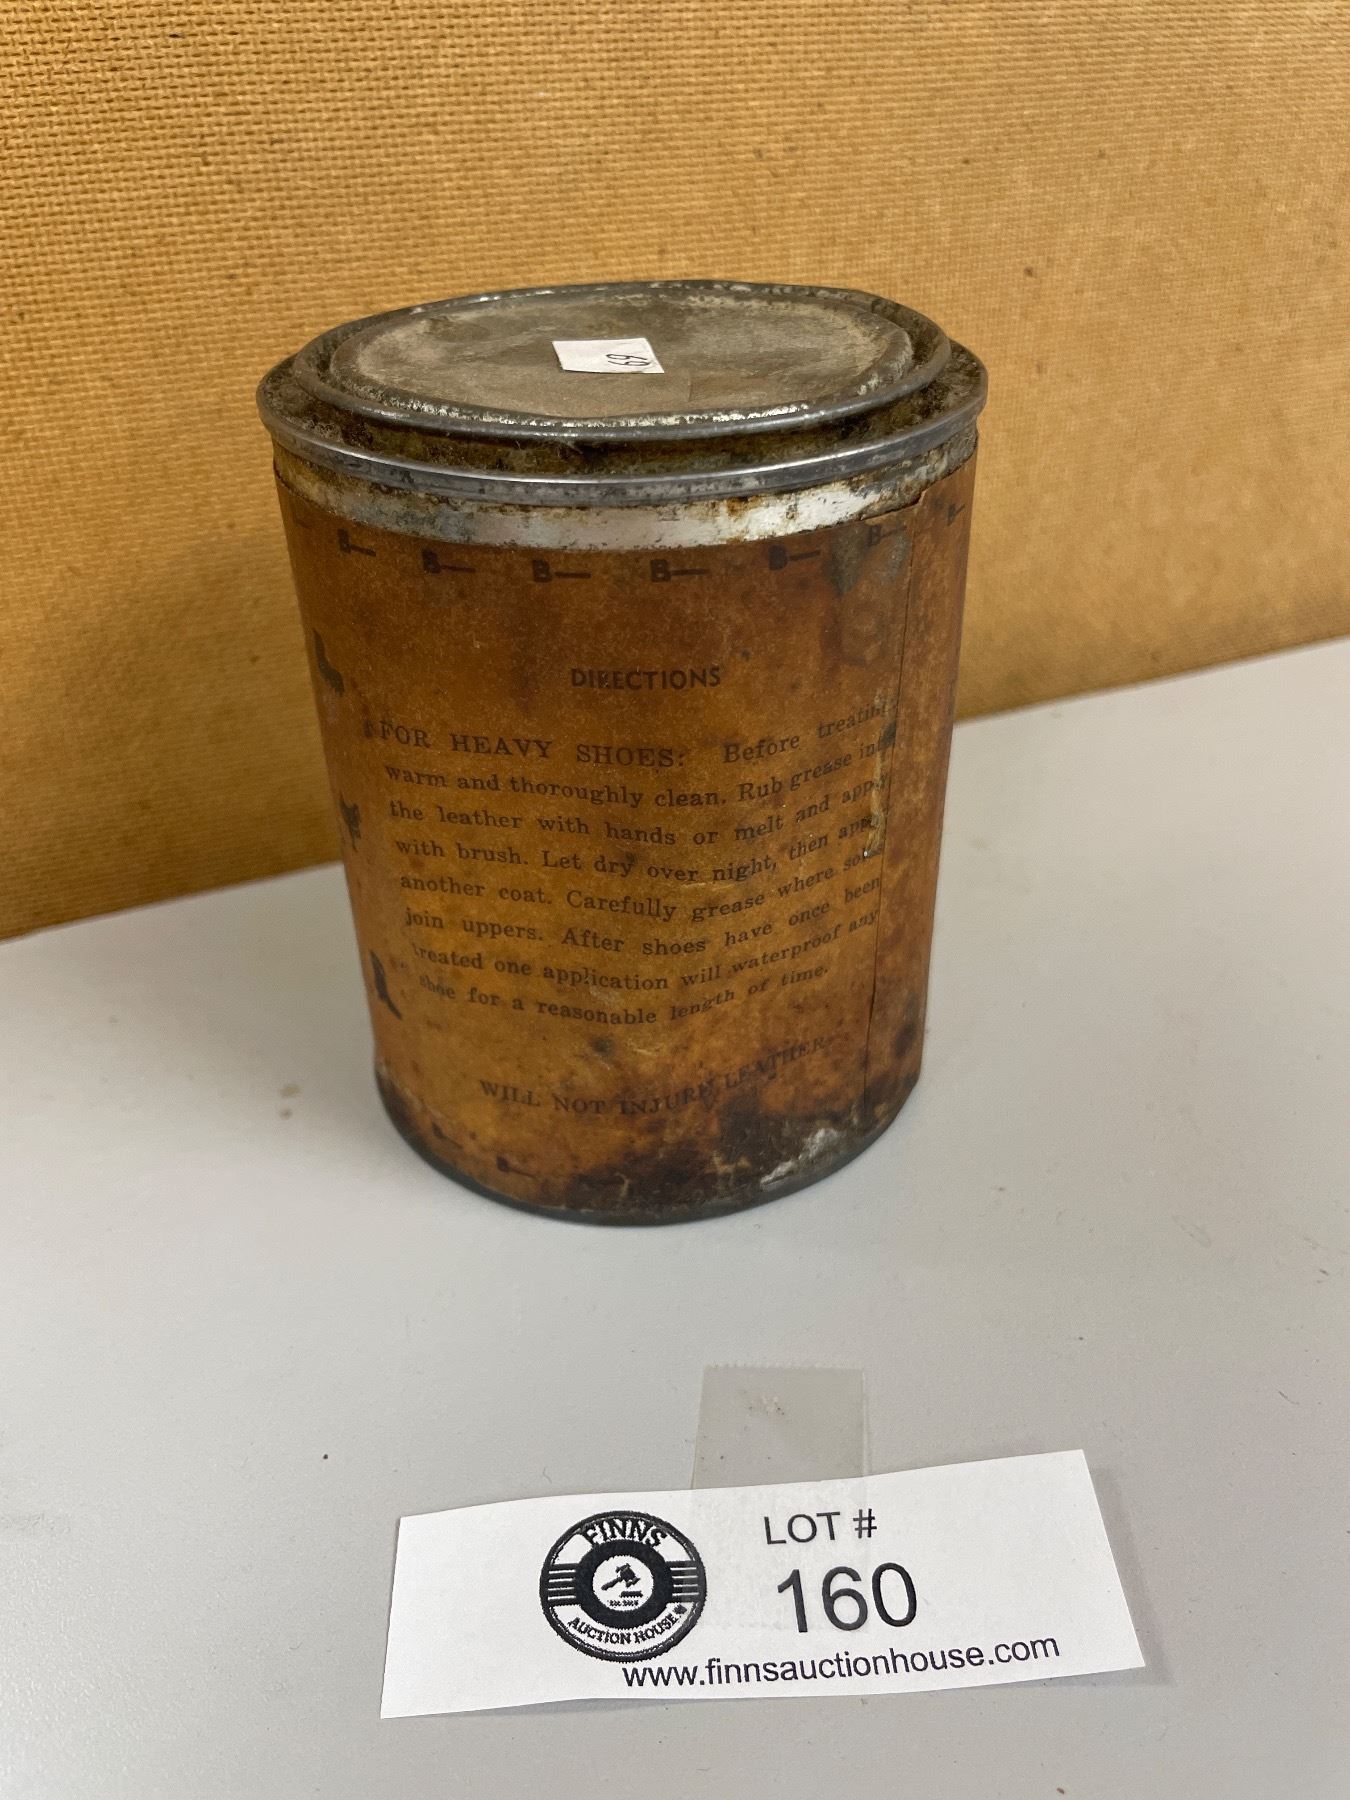 69
B— B— B— B— B— B— B—
DIRECTIONS
FOR HEAVY SHOES: Before treating
warm and thoroughly clean. Rub grease into
the leather with hands or melt and apply
with brush. Let dry over night, then apply
another coat. Carefully grease where soles
join uppers. After shoes have once been
treated one application will waterproof any
shoe for a reasonable length of time.
WILL NOT INJURE LEATHER
B—
FINNS
AUCTION HOUSE
LOT #
160
www.finnsauctionhouse.com